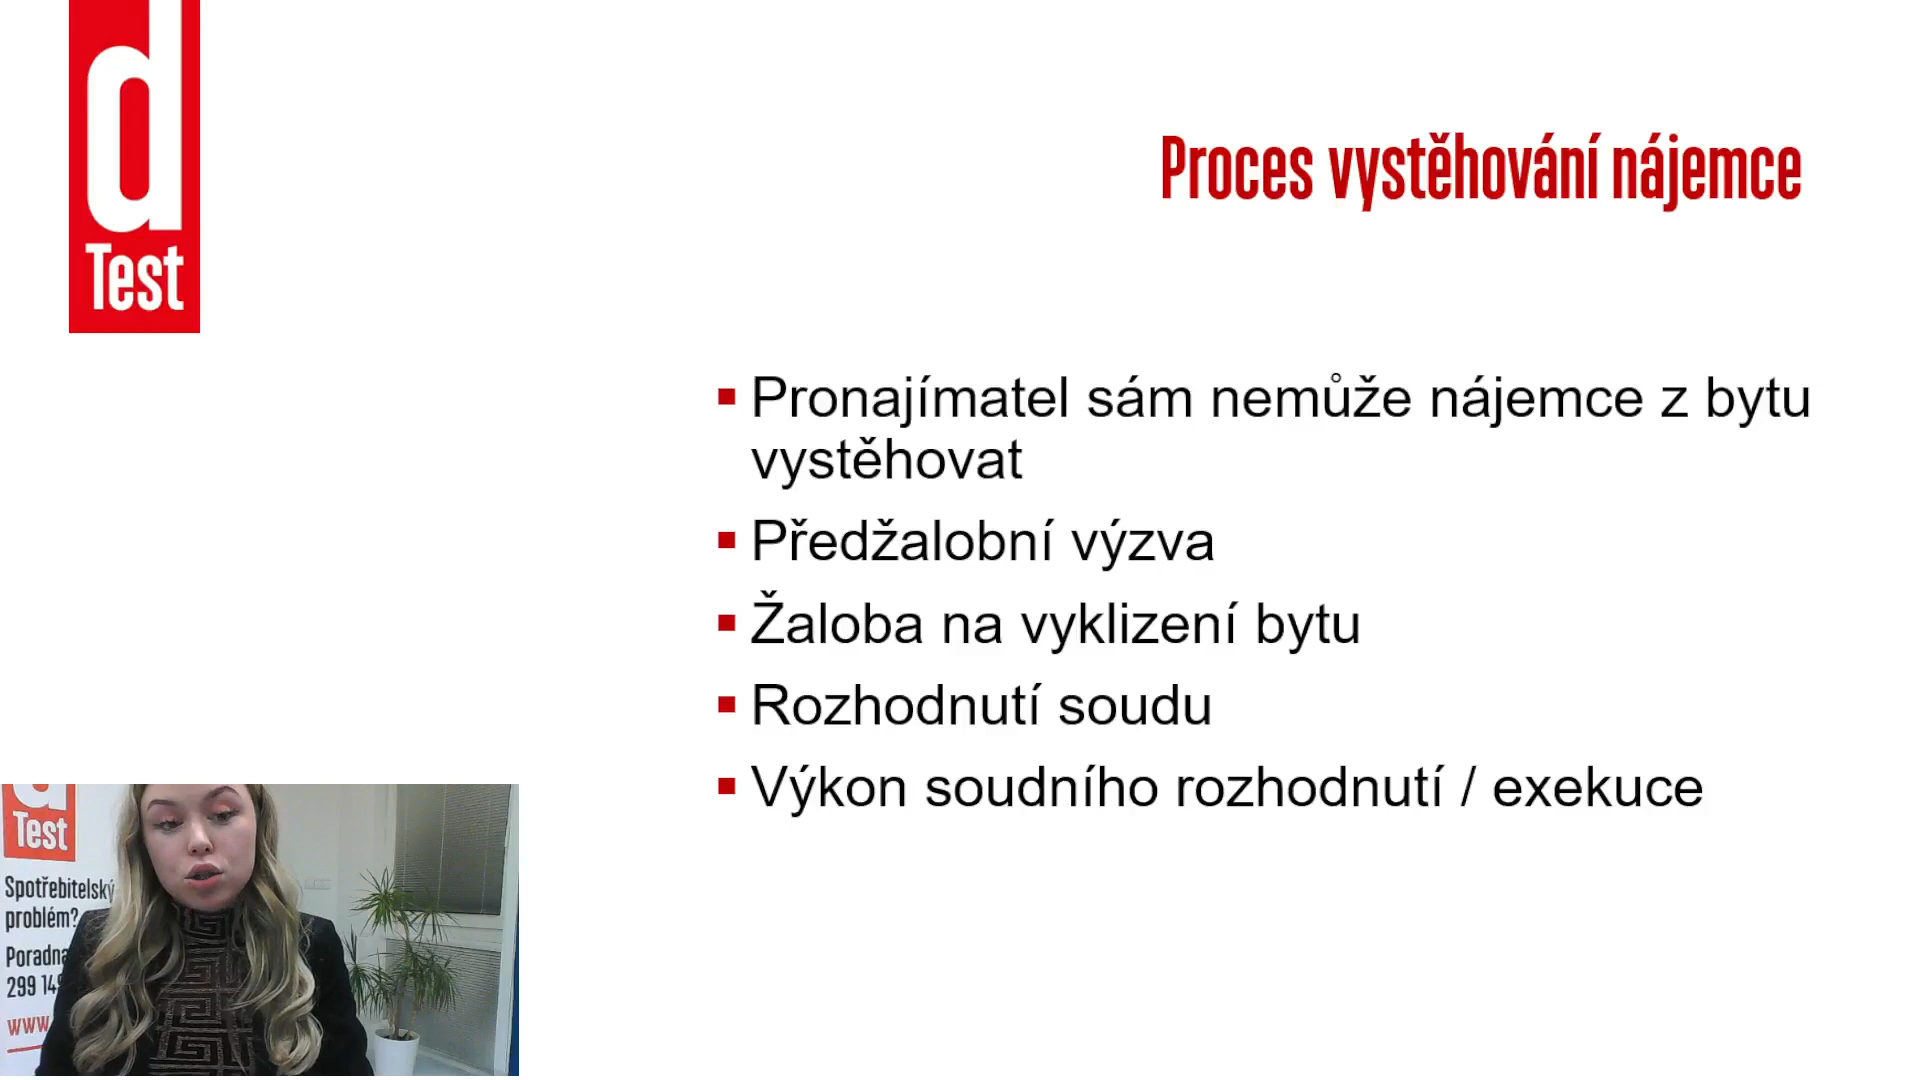 d
Test
Proces vystěhování nájemce
▪ Pronajímatel sám nemůže nájemce z bytu
vystěhovat
▪ Předžalobní výzva
▪ Žaloba na vyklizení bytu
▪ Rozhodnutí soudu
▪ Výkon soudního rozhodnutí / exekuce
d
Test
Spotřebitelský
problém?
Poradna
299 149
www.